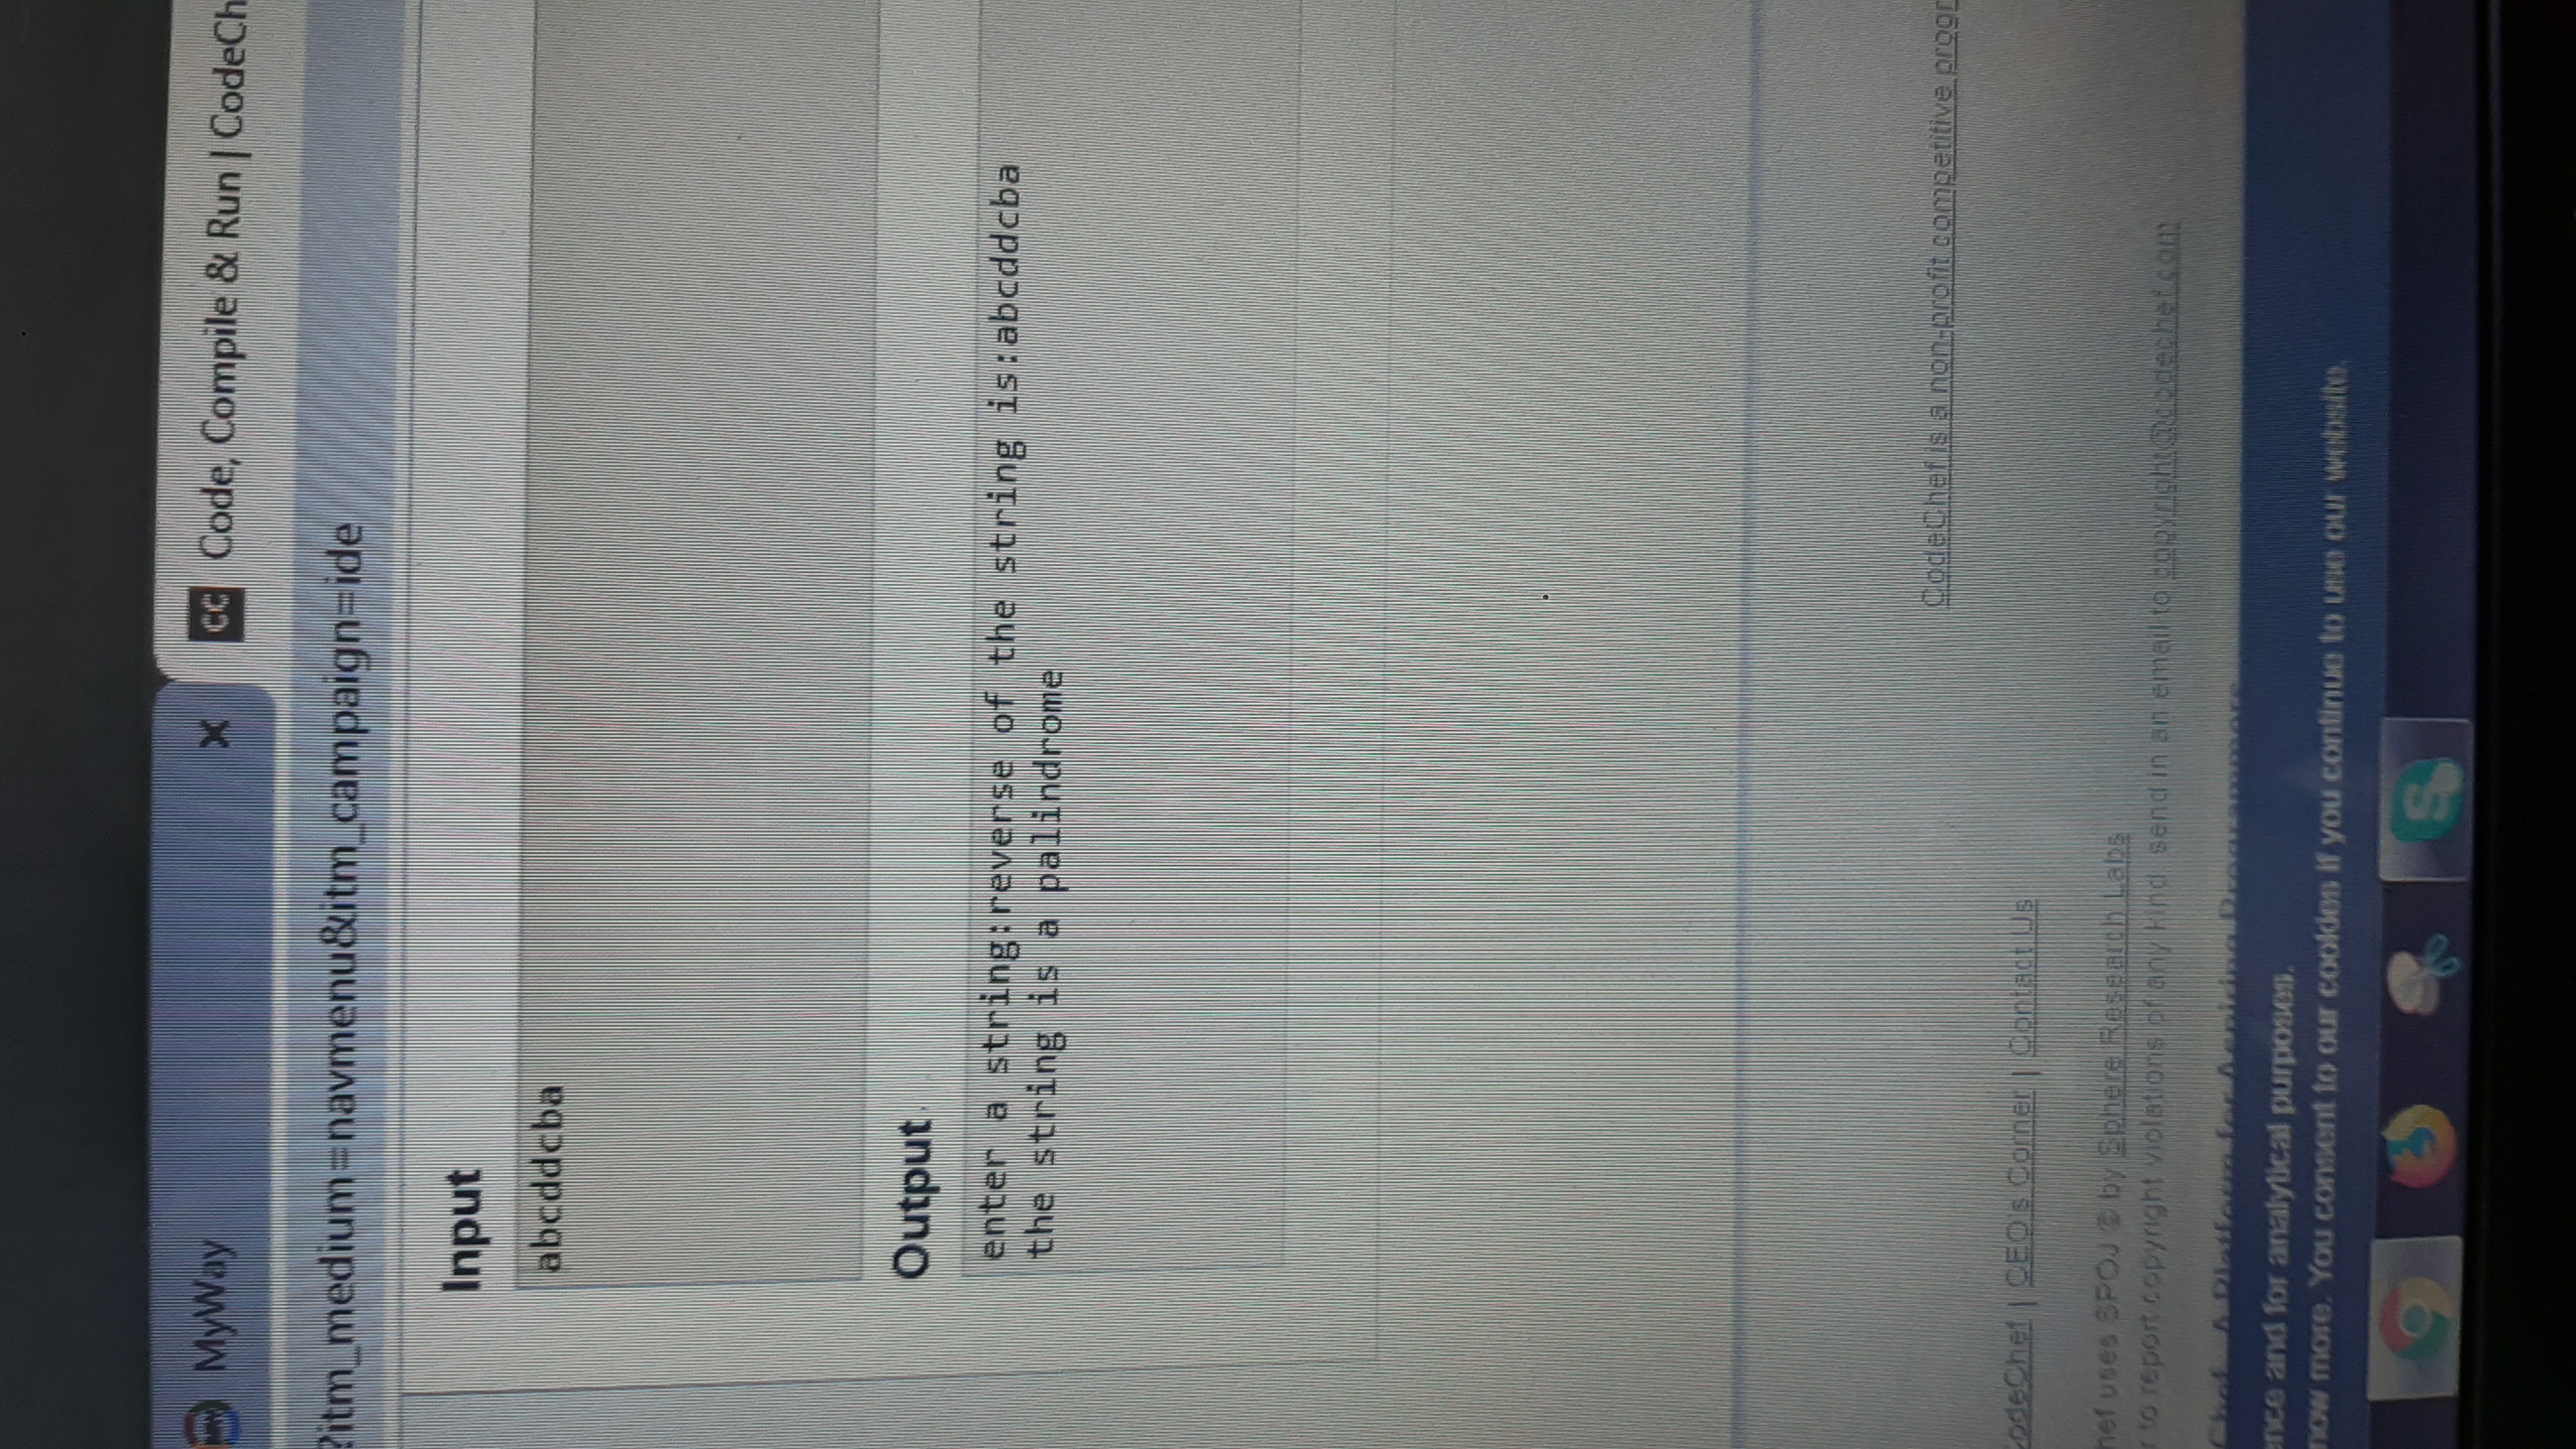 MyWay
CC Code, Compile & Run | CodeCh
?itm_medium=navmenu&itm_campaign=ide
Input
abcddcba
Output
enter a string:reverse of the string is:abcddcba
the string is a palindrome
CodeChef is a non-profit competitive progr
CodeChef | CEO's Corner | Contact Us
hef uses SPOJ © by Sphere Research Labs
r to report copyright violations of any kind, send in an email to copyright@codechef.com
Chef - A Platform for Aspiring Programmers
ence and for analytical purposes.
now more. You consent to our cookies if you continue to use our website.
S